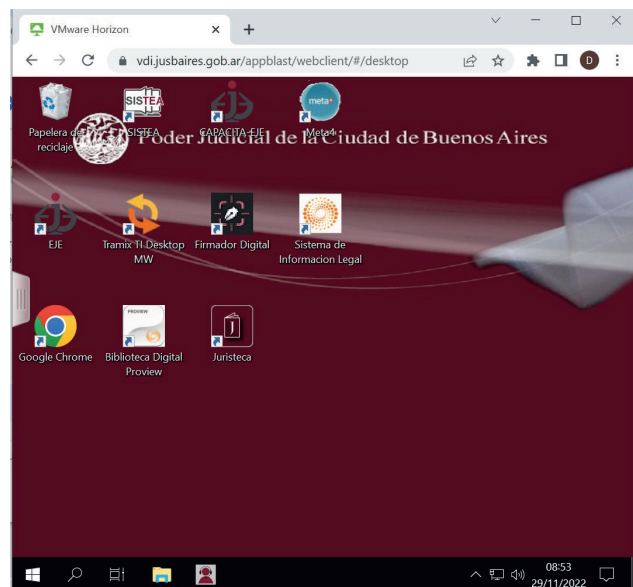 VMware Horizon
vdi.jusbaires.gob.ar/appblast/webclient/#/desktop
D
SISTEA
meta4
Papelera de
reciclaje
SISTEA
CAPACITA-EJE
Meta4
Poder Judicial de la Ciudad de Buenos Aires
EJE
Tramix TI Desktop
MW
Firmador Digital
Sistema de
Informacion Legal
PROVIEW
J
Google Chrome
Biblioteca Digital
Proview
Juristeca
08:53
29/11/2022